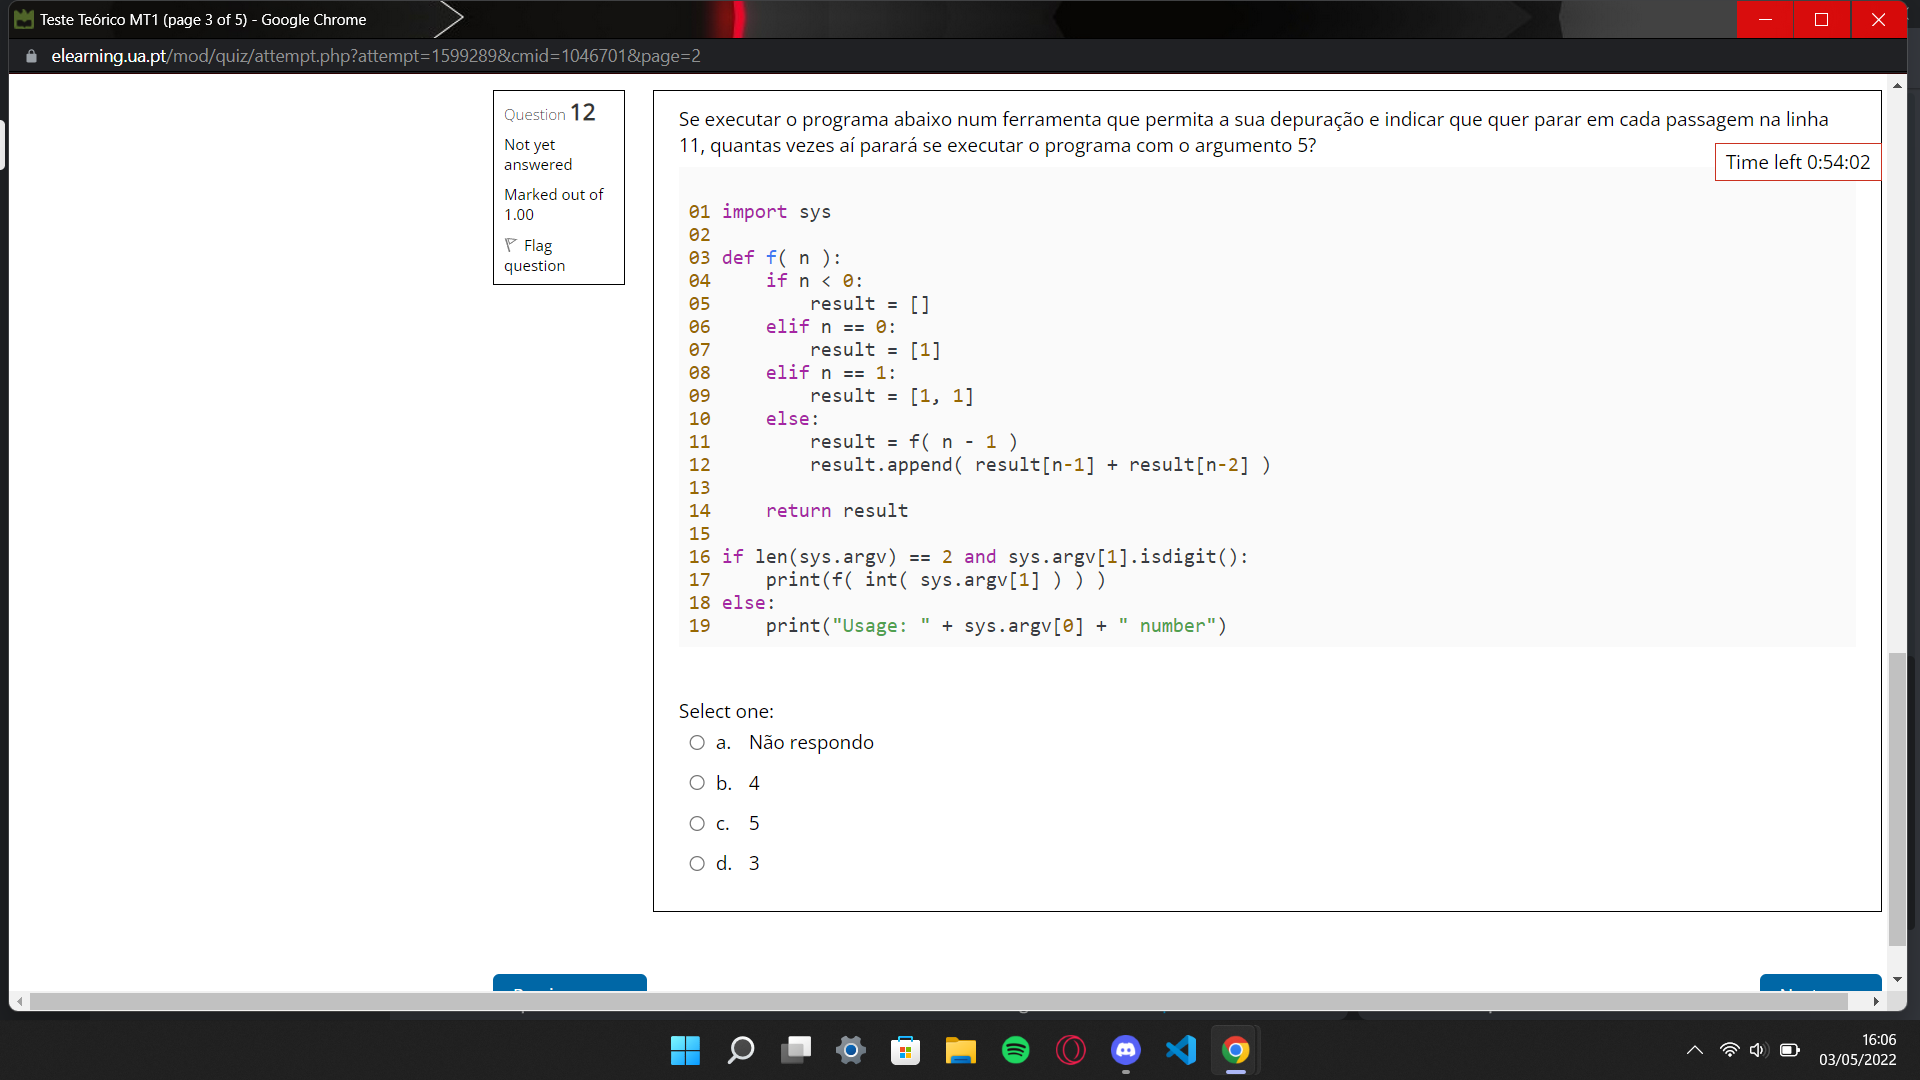 Teste Teórico MT1 (page 3 of 5) - Google Chrome
elearning.ua.pt/mod/quiz/attempt.php?attempt=1599289&cmid=1046701&page=2
Question 12
Not yet
answered
Marked out of
1.00
Flag
question
Se executar o programa abaixo num ferramenta que permita a sua depuração e indicar que quer parar em cada passagem na linha
11, quantas vezes aí parará se executar o programa com o argumento 5?
Time left 0:54:02
01 import sys
02
03 def f( n ):
04     if n < 0:
05         result = []
06     elif n == 0:
07         result = [1]
08     elif n == 1:
09         result = [1, 1]
10     else:
11         result = f( n - 1 )
12         result.append( result[n-1] + result[n-2] )
13
14     return result
15
16 if len(sys.argv) == 2 and sys.argv[1].isdigit():
17     print(f( int( sys.argv[1] ) ) )
18 else:
19     print("Usage: " + sys.argv[0] + " number")
Select one:
a. Não respondo
b. 4
c. 5
d. 3
16:06
03/05/2022